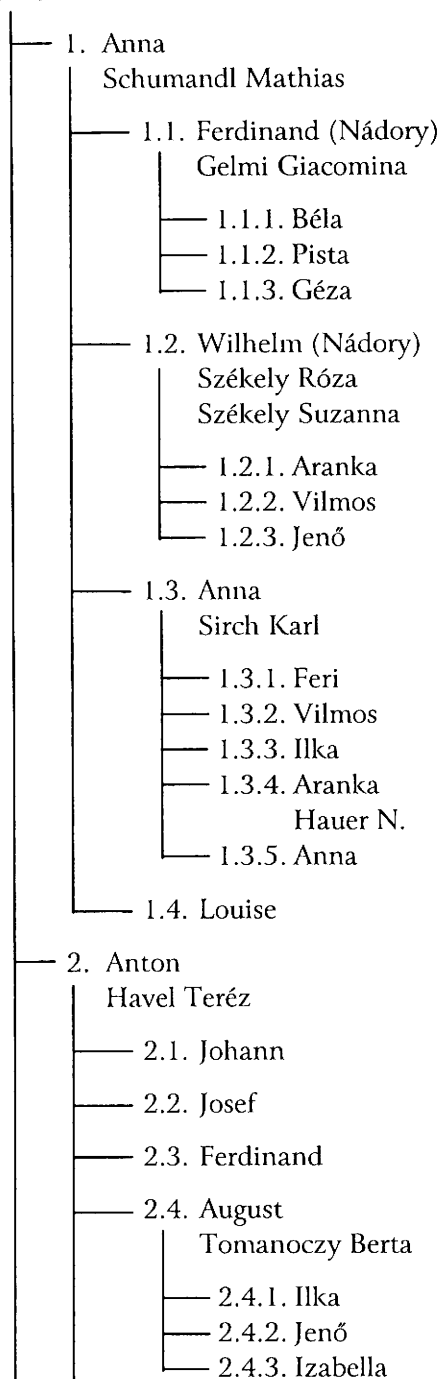 1. Anna
Schumandl Mathias
1.1. Ferdinand (Nádory)
Gelmi Giacomina
1.1.1. Béla
1.1.2. Pista
1.1.3. Géza
1.2. Wilhelm (Nádory)
Székely Róza
Székely Suzanna
1.2.1. Aranka
1.2.2. Vilmos
1.2.3. Jenő
1.3. Anna
Sirch Karl
1.3.1. Feri
1.3.2. Vilmos
1.3.3. Ilka
1.3.4. Aranka
Hauer N.
1.3.5. Anna
1.4. Louise
2. Anton
Havel Teréz
2.1. Johann
2.2. Josef
2.3. Ferdinand
2.4. August
Tomanoczy Berta
2.4.1. Ilka
2.4.2. Jenő
2.4.3. Izabella